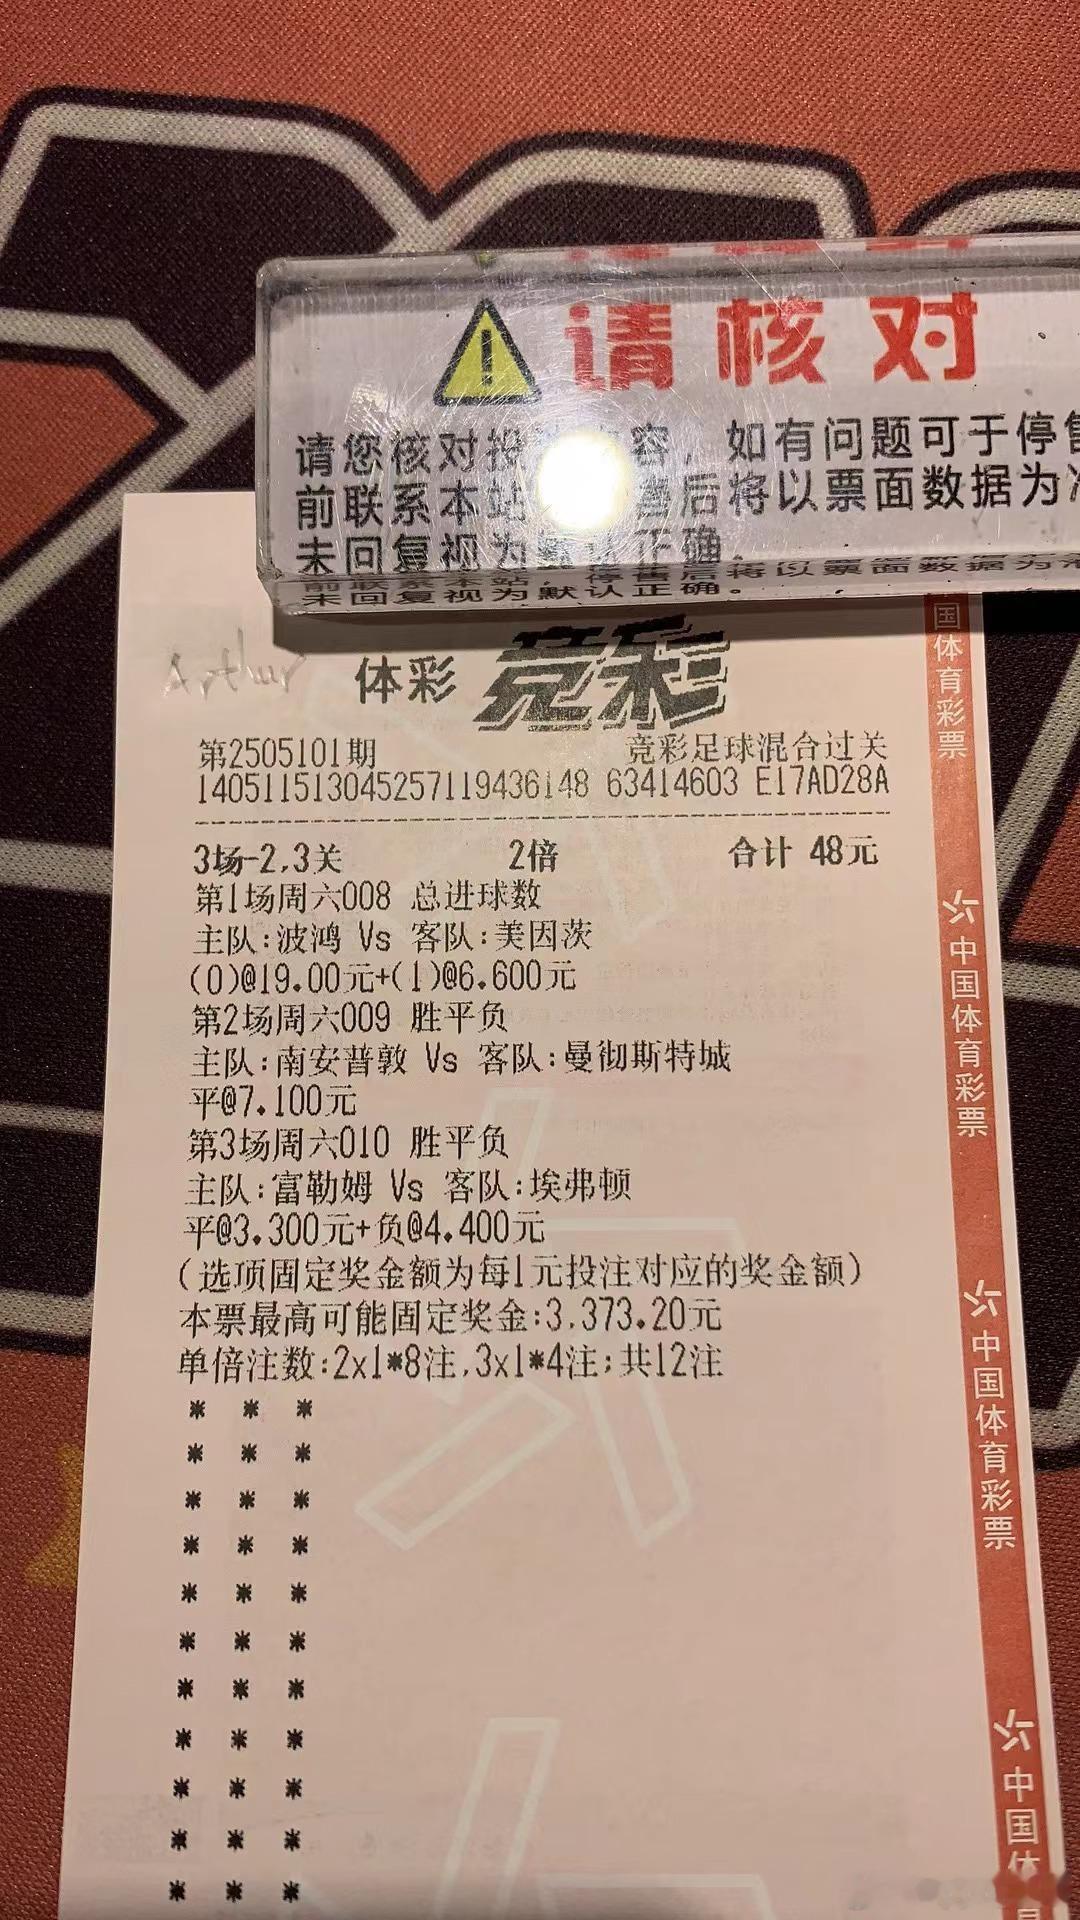 请核对
请您核对投 容，如有问题可于停售
前联系本站 售后将以票面数据为
未回复视为默认正确。
前联系本站，停售后将以票面数据为
未回复视为默认正确。
Arthur
体彩 竞彩
国体育彩票
第2505101期 竞彩足球混合过关
140511513045257119436148 63414603 E17AD28A
3场-2,3关 2倍 合计 48元
第1场周六008 总进球数
主队:波鸿 Vs 客队:美因茨
(0)@19.00元+(1)@6.600元
第2场周六009 胜平负
主队:南安普敦 Vs 客队:曼彻斯特城
平@7.100元
第3场周六010 胜平负
主队:富勒姆 Vs 客队:埃弗顿
平@3.300元+负@4.400元
(选项固定奖金额为每1元投注对应的奖金额)
本票最高可能固定奖金:3,373.20元
单倍注数:2x1*8注,3x1*4注;共12注
* * *
* * *
* * *
* * *
* * *
* * *
* * *
* * *
* * *
* * *
* * *
中国体育彩票
中国体育彩票
中国体